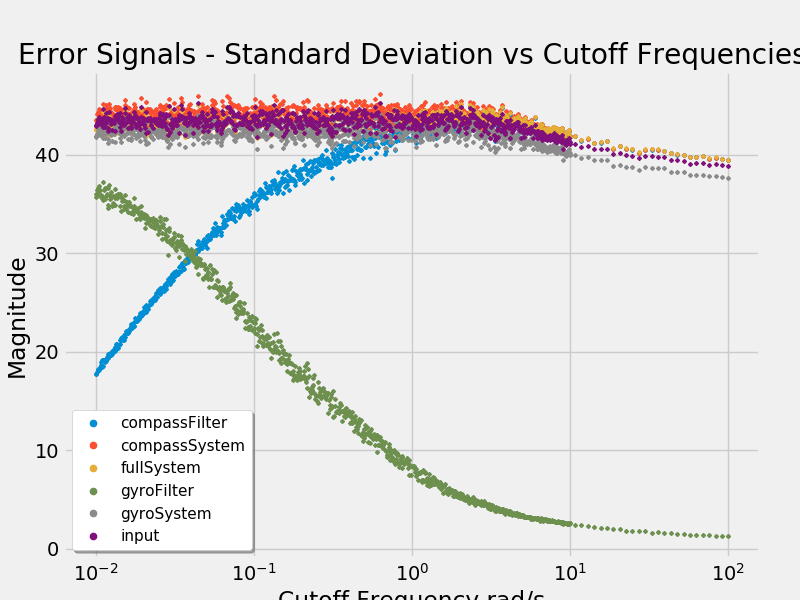 Error Signals - Standard Deviation vs Cutoff Frequencies
Magnitude
40
30
20
10
0
compassFilter
compassSystem
fullSystem
gyroFilter
gyroSystem
input
10⁻² 10⁻¹ 10⁰ 10¹ 10²
Cutoff Frequency rad/s